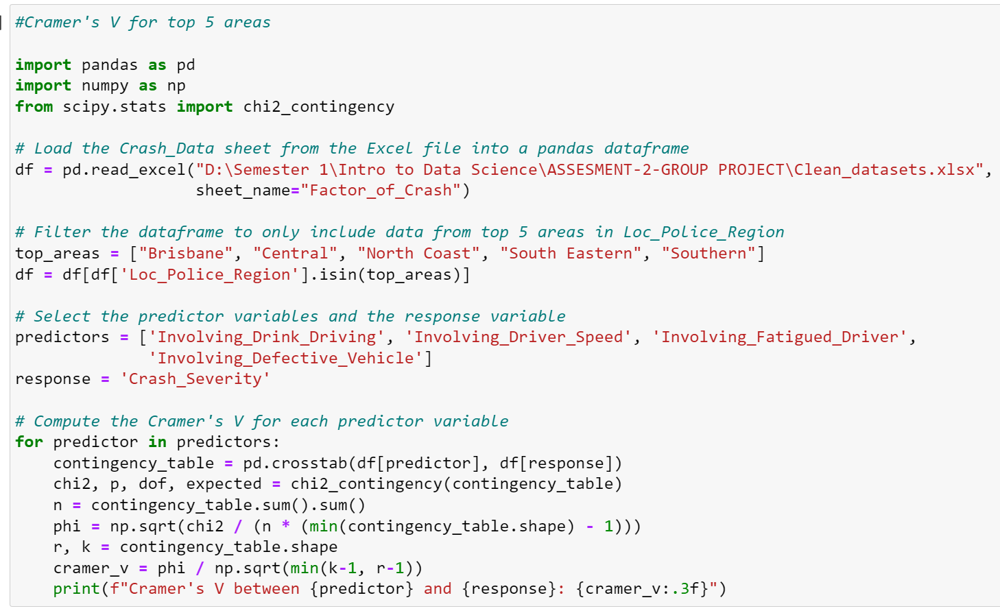 #Cramer's V for top 5 areas
import pandas as pd
import numpy as np
from scipy.stats import chi2_contingency
# Load the Crash_Data sheet from the Excel file into a pandas dataframe
df = pd.read_excel("D:\Semester 1\Intro to Data Science\ASSESMENT-2-GROUP PROJECT\Clean_datasets.xlsx",
                   sheet_name="Factor_of_Crash")
# Filter the dataframe to only include data from top 5 areas in Loc_Police_Region
top_areas = ["Brisbane", "Central", "North Coast", "South Eastern", "Southern"]
df = df[df['Loc_Police_Region'].isin(top_areas)]
# Select the predictor variables and the response variable
predictors = ['Involving_Drink_Driving', 'Involving_Driver_Speed', 'Involving_Fatigued_Driver',
              'Involving_Defective_Vehicle']
response = 'Crash_Severity'
# Compute the Cramer's V for each predictor variable
for predictor in predictors:
    contingency_table = pd.crosstab(df[predictor], df[response])
    chi2, p, dof, expected = chi2_contingency(contingency_table)
    n = contingency_table.sum().sum()
    phi = np.sqrt(chi2 / (n * (min(contingency_table.shape) - 1)))
    r, k = contingency_table.shape
    cramer_v = phi / np.sqrt(min(k-1, r-1))
    print(f"Cramer's V between {predictor} and {response}: {cramer_v:.3f}")